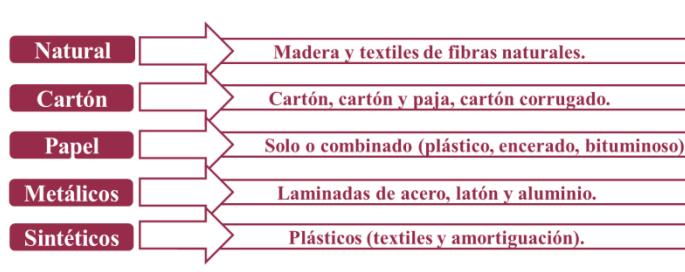 Natural Madera y textiles de fibras naturales.
Cartón Cartón, cartón y paja, cartón corrugado.
Papel Solo o combinado (plástico, encerado, bituminoso)
Metálicos Laminadas de acero, latón y aluminio.
Sintéticos Plásticos (textiles y amortiguación).